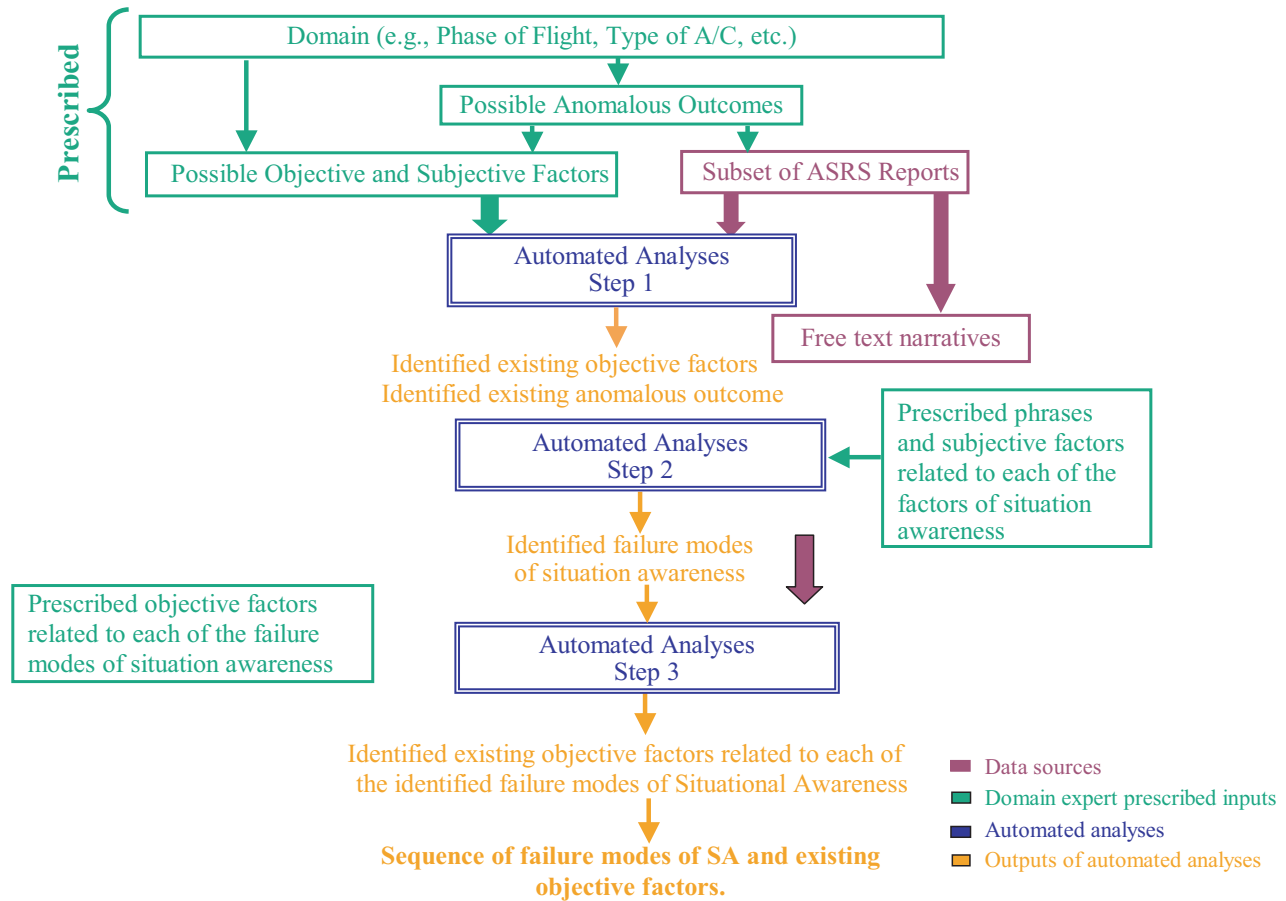 Prescribed
Domain (e.g., Phase of Flight, Type of A/C, etc.)
Possible Anomalous Outcomes
Possible Objective and Subjective Factors
Subset of ASRS Reports
Automated Analyses
Step 1
Free text narratives
Identified existing objective factors
Identified existing anomalous outcome
Prescribed phrases
and subjective factors
related to each of the
factors of situation
awareness
Automated Analyses
Step 2
Identified failure modes
of situation awareness
Prescribed objective factors
related to each of the failure
modes of situation awareness
Automated Analyses
Step 3
Identified existing objective factors related to each of
the identified failure modes of Situational Awareness
Sequence of failure modes of SA and existing
objective factors.
Data sources
Domain expert prescribed inputs
Automated analyses
Outputs of automated analyses